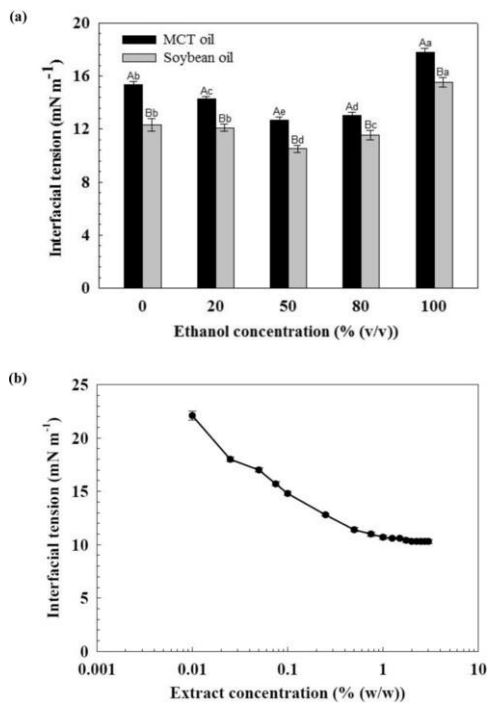 (a)
20
16
12
8
4
0
Interfacial tension (mN m⁻¹)
MCT oil
Soybean oil
Ab
Bb
Ac
Bb
Ae
Bd
Ad
Bc
Aa
Ba
0 20 50 80 100
Ethanol concentration (% (v/v))
(b)
25
20
15
10
5
0
Interfacial tension (mN m⁻¹)
0.001 0.01 0.1 1 10
Extract concentration (% (w/w))